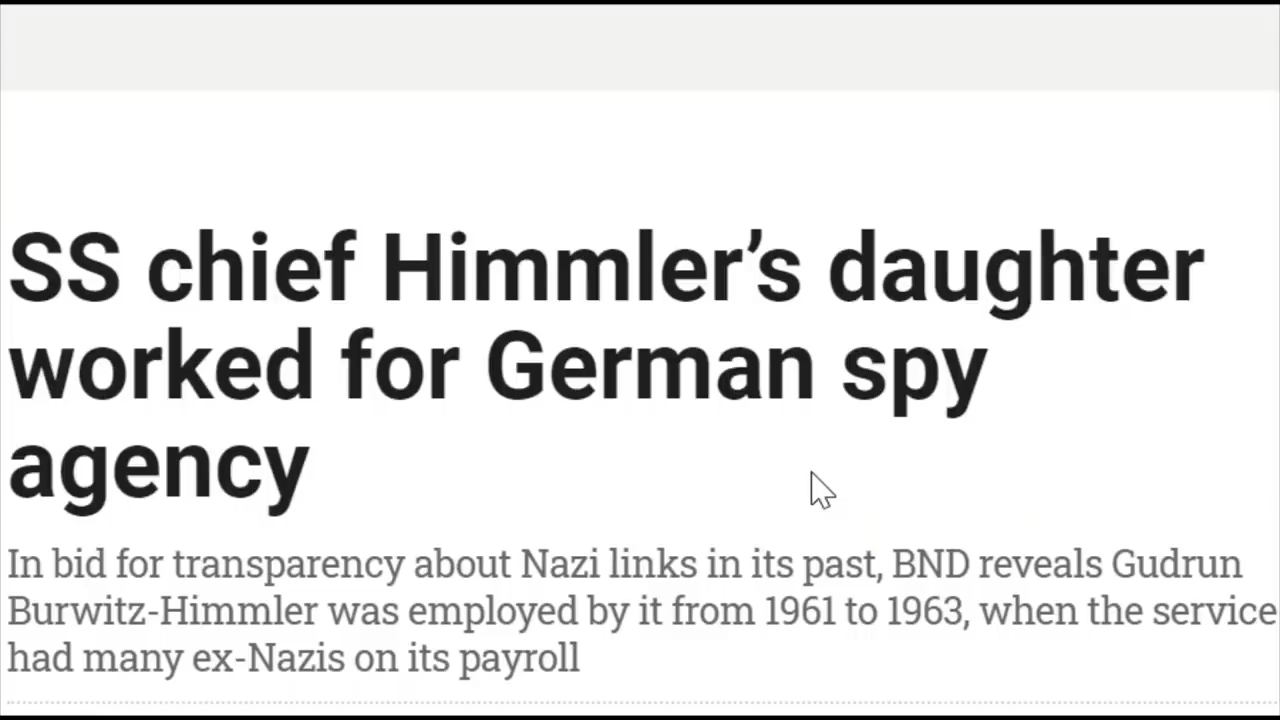 SS chief Himmler’s daughter
worked for German spy
agency
In bid for transparency about Nazi links in its past, BND reveals Gudrun
Burwitz-Himmler was employed by it from 1961 to 1963, when the service
had many ex-Nazis on its payroll